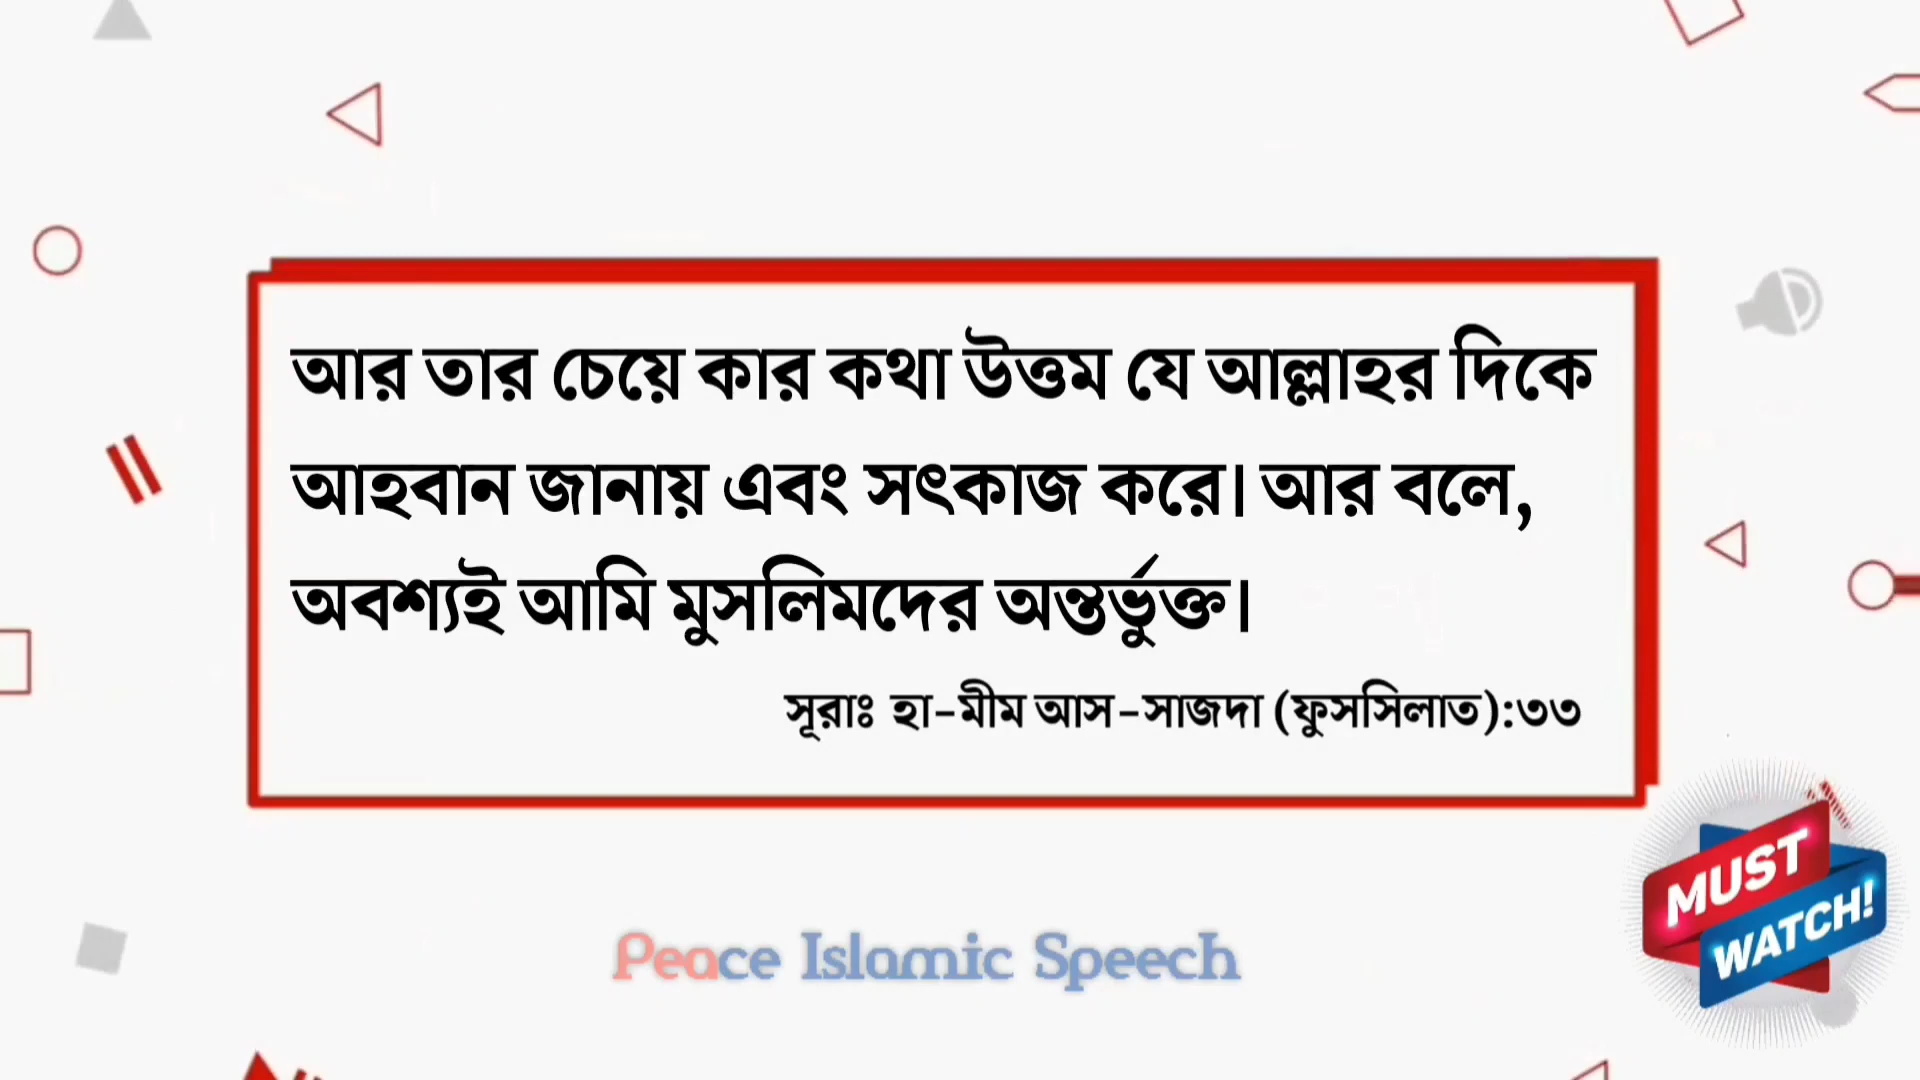 আর তার চেয়ে কার কথা উত্তম যে আল্লাহর দিকে
আহবান জানায় এবং সৎকাজ করে। আর বলে,
অবশ্যই আমি মুসলিমদের অন্তর্ভুক্ত।
সূরাঃ হা-মীম আস-সাজদা (ফুসসিলাত):৩৩
MUST
WATCH!
Peace Islamic Speech